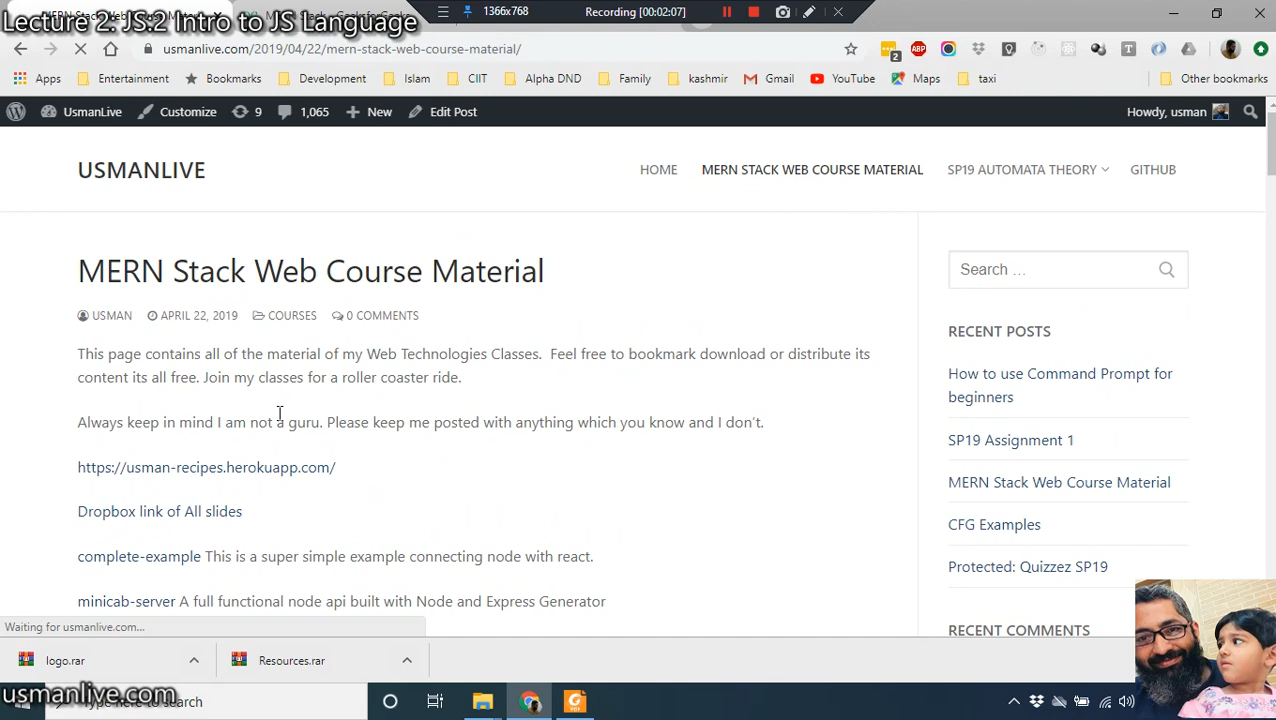 Lecture 2: JS:2 Intro to JS Language
1366x768
Recording [00:02:07]
usmanlive.com/2019/04/22/mern-stack-web-course-material/
2
Apps
Entertainment
Bookmarks
Development
Islam
CIIT
Alpha DND
Family
kashmir
Gmail
YouTube
Maps
taxi
Other bookmarks
UsmanLive
Customize
9
1,065
New
Edit Post
Howdy, usman
USMANLIVE
HOME
MERN STACK WEB COURSE MATERIAL
SP19 AUTOMATA THEORY
GITHUB
MERN Stack Web Course Material
USMAN
APRIL 22, 2019
COURSES
0 COMMENTS
This page contains all of the material of my Web Technologies Classes.  Feel free to bookmark download or distribute its
content its all free. Join my classes for a roller coaster ride.
Always keep in mind I am not a guru. Please keep me posted with anything which you know and I don't.
https://usman-recipes.herokuapp.com/
Dropbox link of All slides
complete-example This is a super simple example connecting node with react.
minicab-server A full functional node api built with Node and Express Generator
Search …
RECENT POSTS
How to use Command Prompt for
beginners
SP19 Assignment 1
MERN Stack Web Course Material
CFG Examples
Protected: Quizzez SP19
RECENT COMMENTS
Waiting for usmanlive.com...
logo.rar
Resources.rar
usmanlive.com
Type here to search